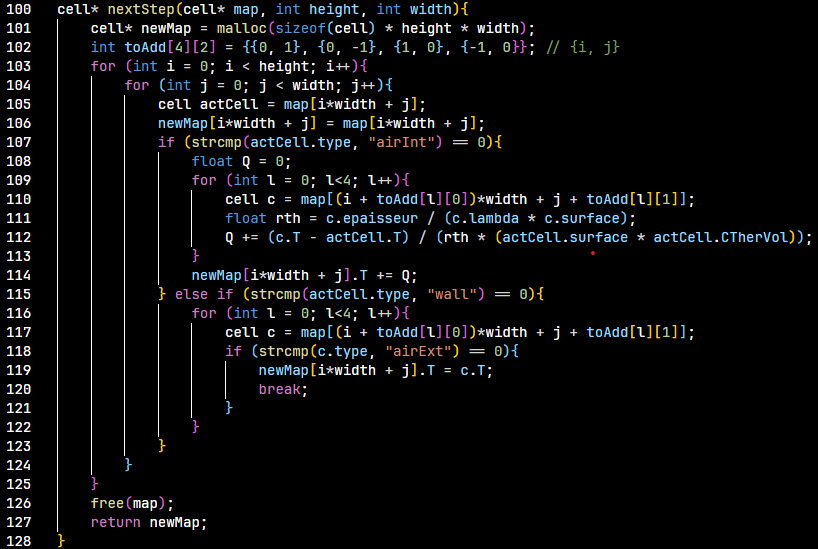 100 cell* nextStep(cell* map, int height, int width){
101     cell* newMap = malloc(sizeof(cell) * height * width);
102     int toAdd[4][2] = {{0, 1}, {0, -1}, {1, 0}, {-1, 0}}; // {i, j}
103     for (int i = 0; i < height; i++){
104         for (int j = 0; j < width; j++){
105             cell actCell = map[i*width + j];
106             newMap[i*width + j] = map[i*width + j];
107             if (strcmp(actCell.type, "airInt") == 0){
108                 float Q = 0;
109                 for (int l = 0; l<4; l++){
110                     cell c = map[(i + toAdd[l][0])*width + j + toAdd[l][1]];
111                     float rth = c.epaisseur / (c.lambda * c.surface);
112                     Q += (c.T - actCell.T) / (rth * (actCell.surface * actCell.CTherVol));
113                 }
114                 newMap[i*width + j].T += Q;
115             } else if (strcmp(actCell.type, "wall") == 0){
116                 for (int l = 0; l<4; l++){
117                     cell c = map[(i + toAdd[l][0])*width + j + toAdd[l][1]];
118                     if (strcmp(c.type, "airExt") == 0){
119                         newMap[i*width + j].T = c.T;
120                         break;
121                     }
122                 }
123             }
124         }
125     }
126     free(map);
127     return newMap;
128 }